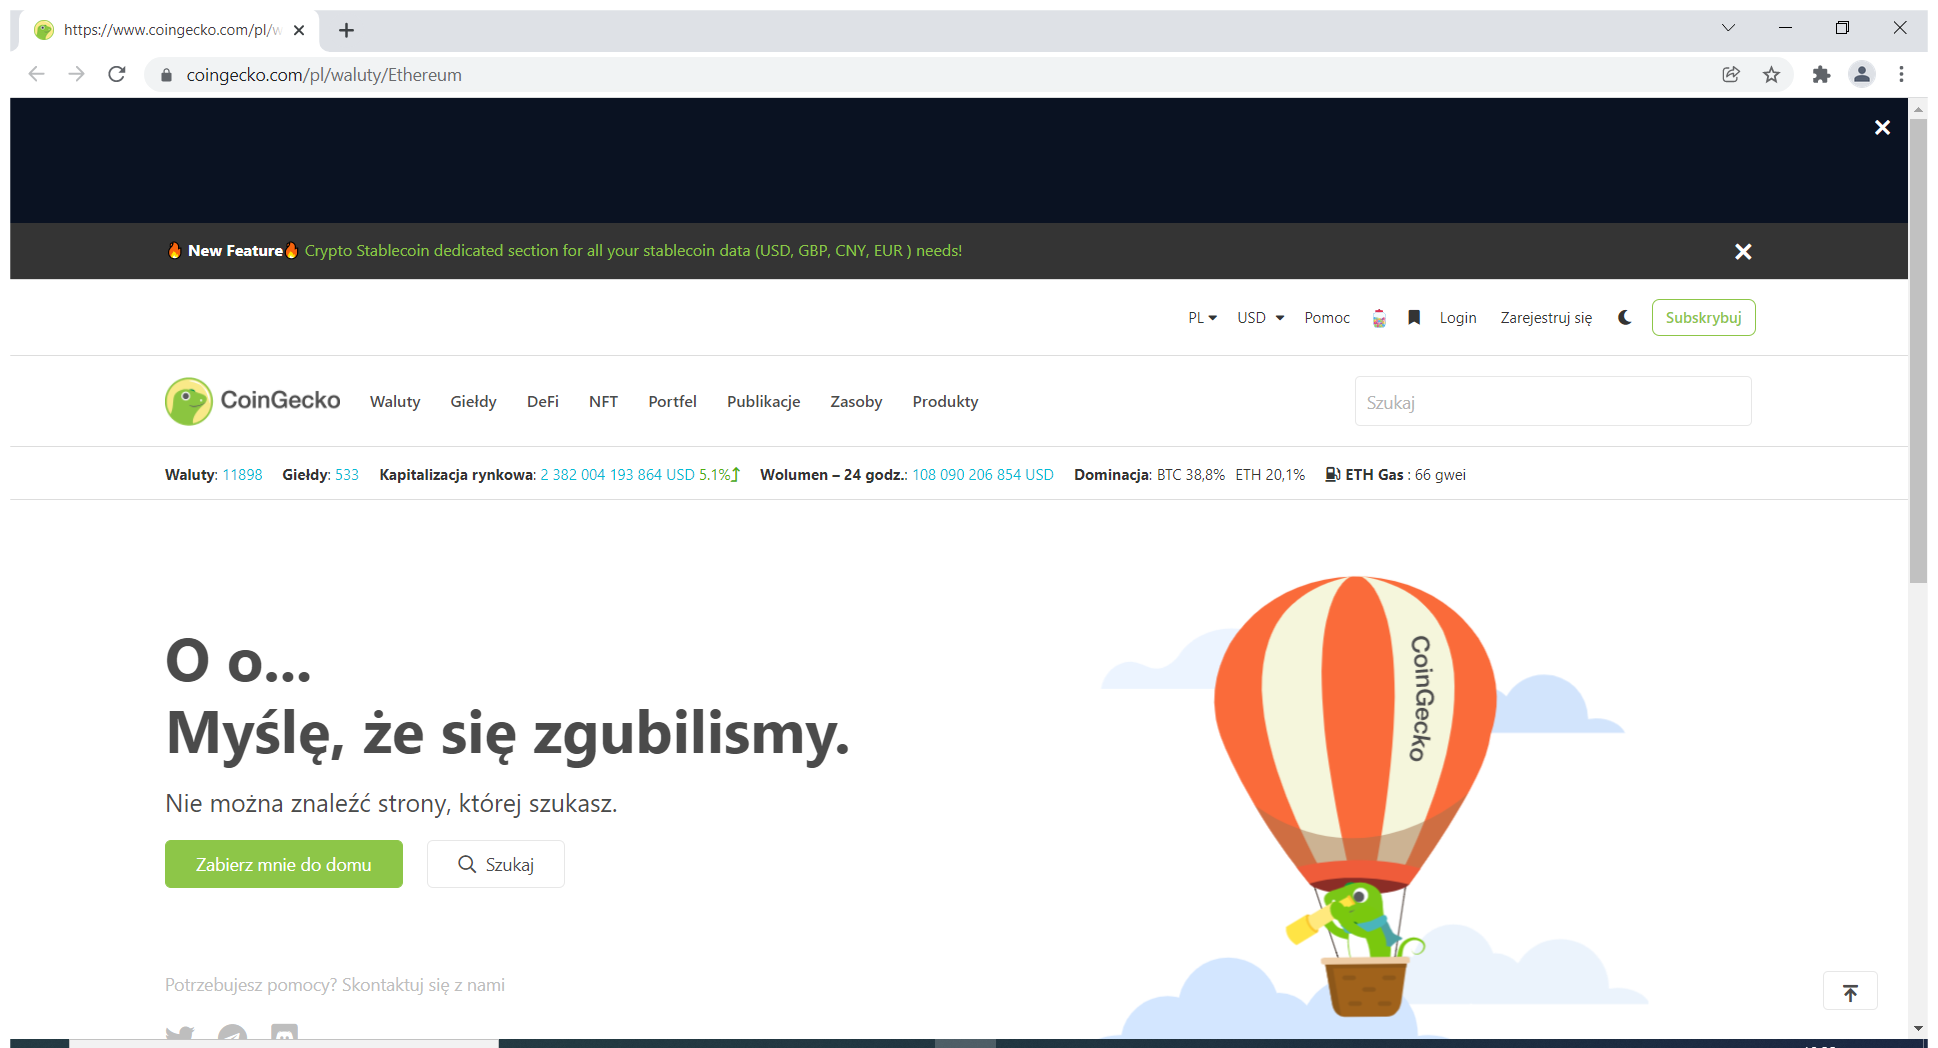 https://www.coingecko.com/pl/w
coingecko.com/pl/waluty/Ethereum
New Feature Crypto Stablecoin dedicated section for all your stablecoin data (USD, GBP, CNY, EUR ) needs!
PL USD Pomoc Login Zarejestruj się Subskrybuj
CoinGecko Waluty Giełdy DeFi NFT Portfel Publikacje Zasoby Produkty Szukaj
Waluty: 11898 Giełdy: 533 Kapitalizacja rynkowa: 2 382 004 193 864 USD 5.1% Wolumen – 24 godz.: 108 090 206 854 USD Dominacja: BTC 38,8% ETH 20,1% ETH Gas : 66 gwei
O o...
Myślę, że się zgubilismy.
Nie można znaleźć strony, której szukasz.
Zabierz mnie do domu Szukaj
Potrzebujesz pomocy? Skontaktuj się z nami
CoinGecko